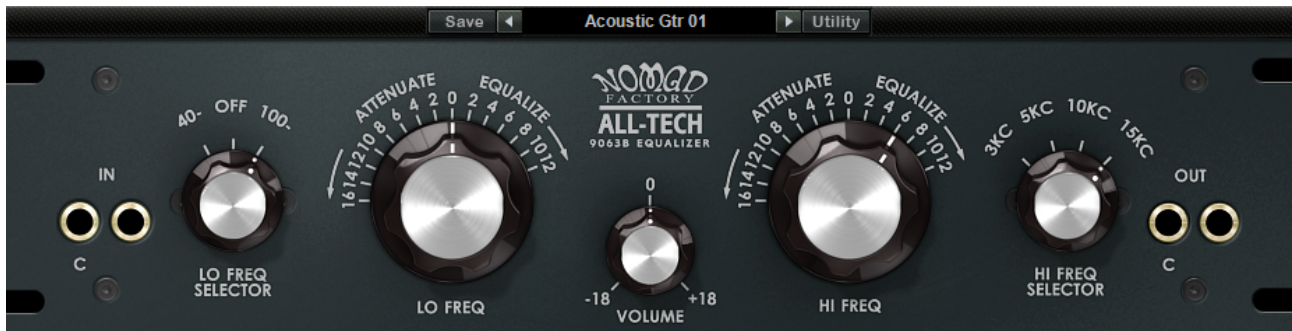 Save
Acoustic Gtr 01
Utility
NOMAD
FACTORY
ALL-TECH
9063B EQUALIZER
IN
C
40- OFF 100-
LO FREQ
SELECTOR
ATTENUATE EQUALIZE
16 14 12 10 8 6 4 2 0 2 4 6 8 10 12
LO FREQ
0
-18 +18
VOLUME
ATTENUATE EQUALIZE
16 14 12 10 8 6 4 2 0 2 4 6 8 10 12
HI FREQ
3KC 5KC 10KC 15KC
HI FREQ
SELECTOR
OUT
C